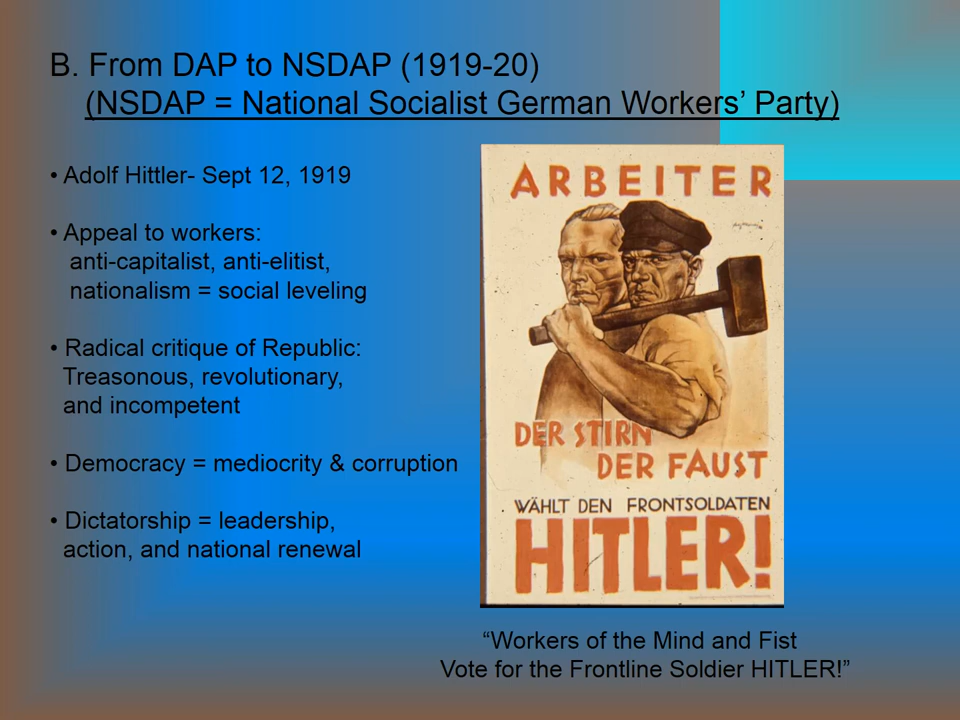 B. From DAP to NSDAP (1919-20)
(NSDAP = National Socialist German Workers’ Party)
• Adolf Hittler- Sept 12, 1919
• Appeal to workers:
anti-capitalist, anti-elitist,
nationalism = social leveling
• Radical critique of Republic:
Treasonous, revolutionary,
and incompetent
• Democracy = mediocrity & corruption
• Dictatorship = leadership,
action, and national renewal
ARBEITER
DER STIRN
DER FAUST
WÄHLT DEN FRONTSOLDATEN
HITLER!
“Workers of the Mind and Fist
Vote for the Frontline Soldier HITLER!”